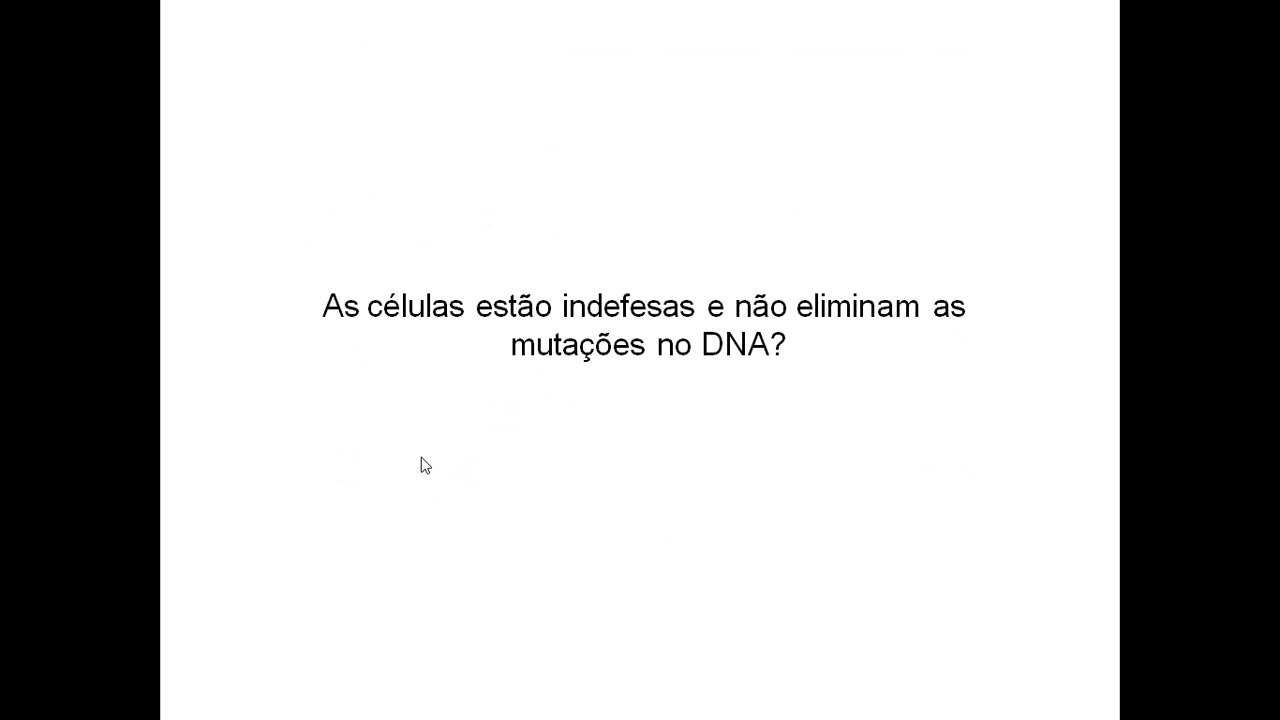 As células estão indefesas e não eliminam as
mutações no DNA?